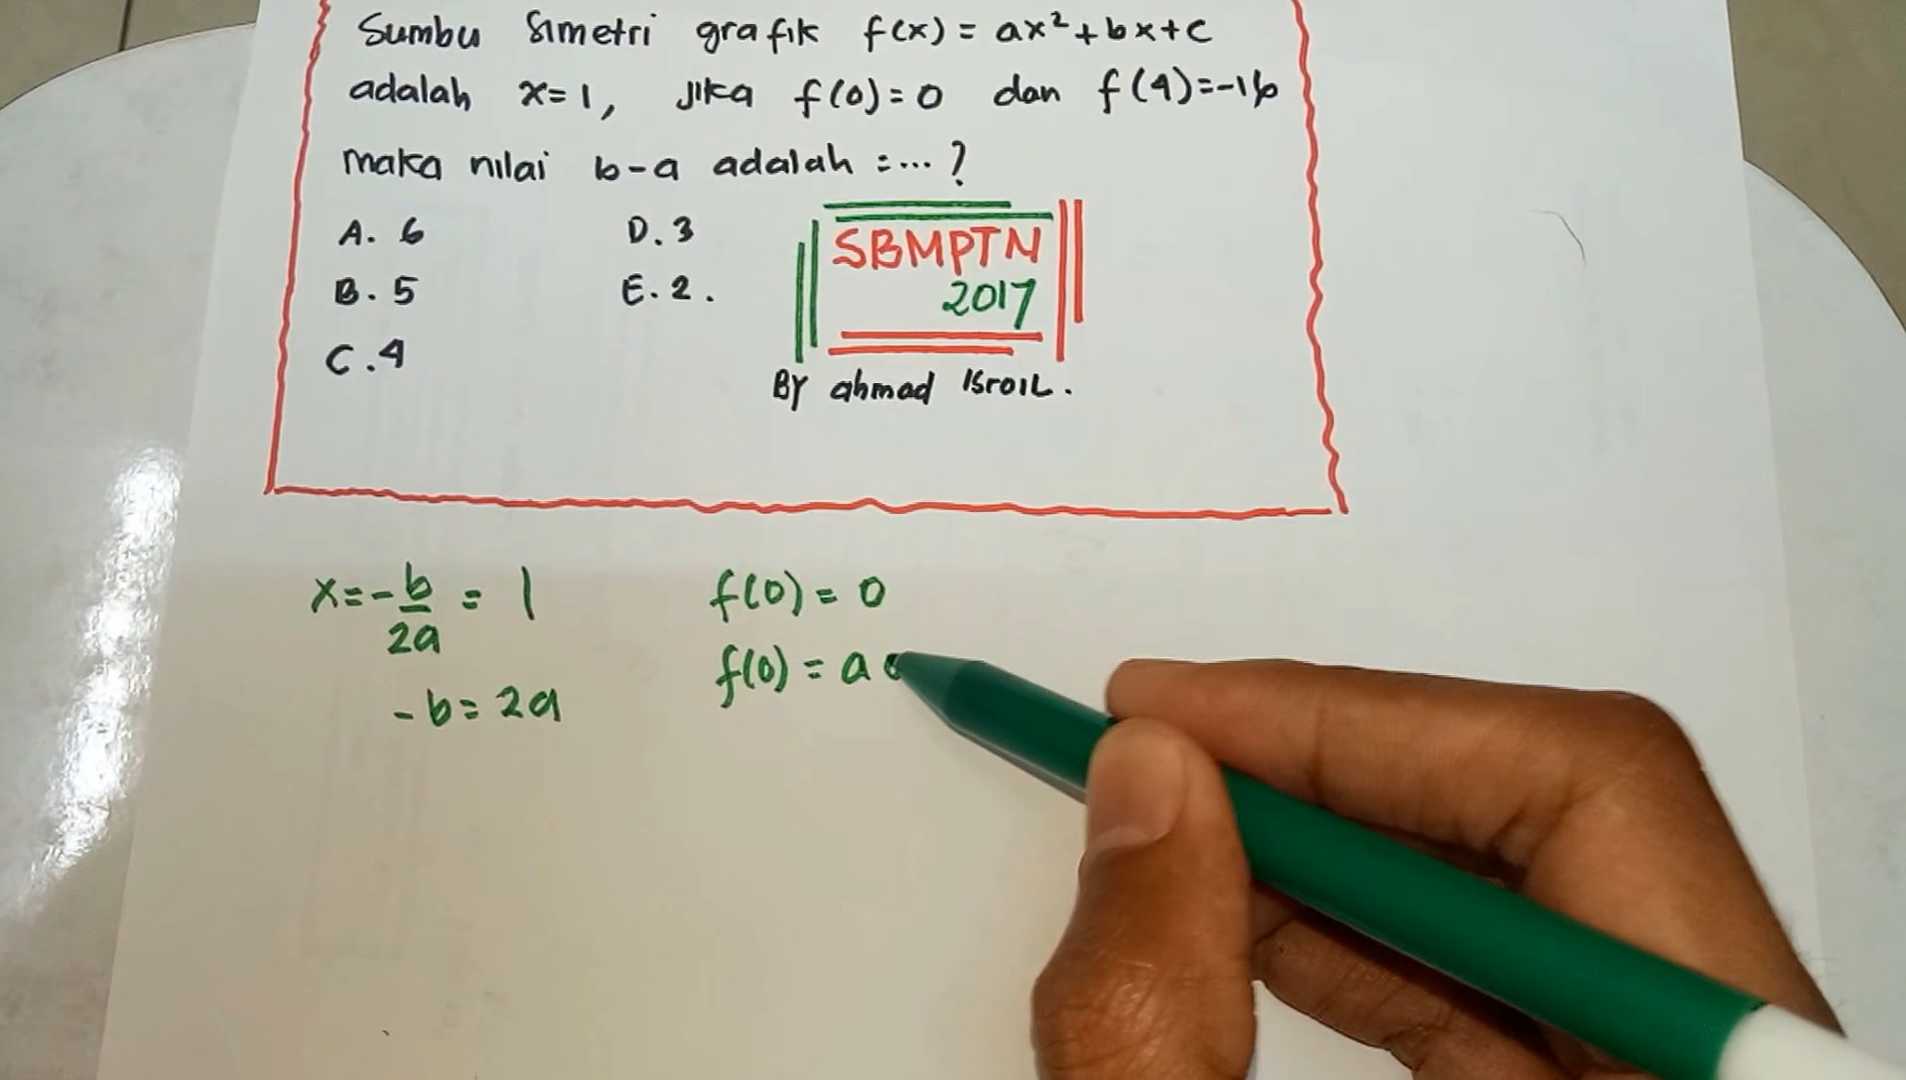 Sumbu Simetri grafik f(x) = ax²+bx+c
adalah x=1, Jika f(0)=0 dan f(4)=-16
maka nilai b-a adalah =...?
A. 6
B. 5
C. 4
D. 3
E. 2.
SBMPTN
2017
By ahmad Isroil.
x=-b/2a = 1
-b=2a
f(0)=0
f(0)=a